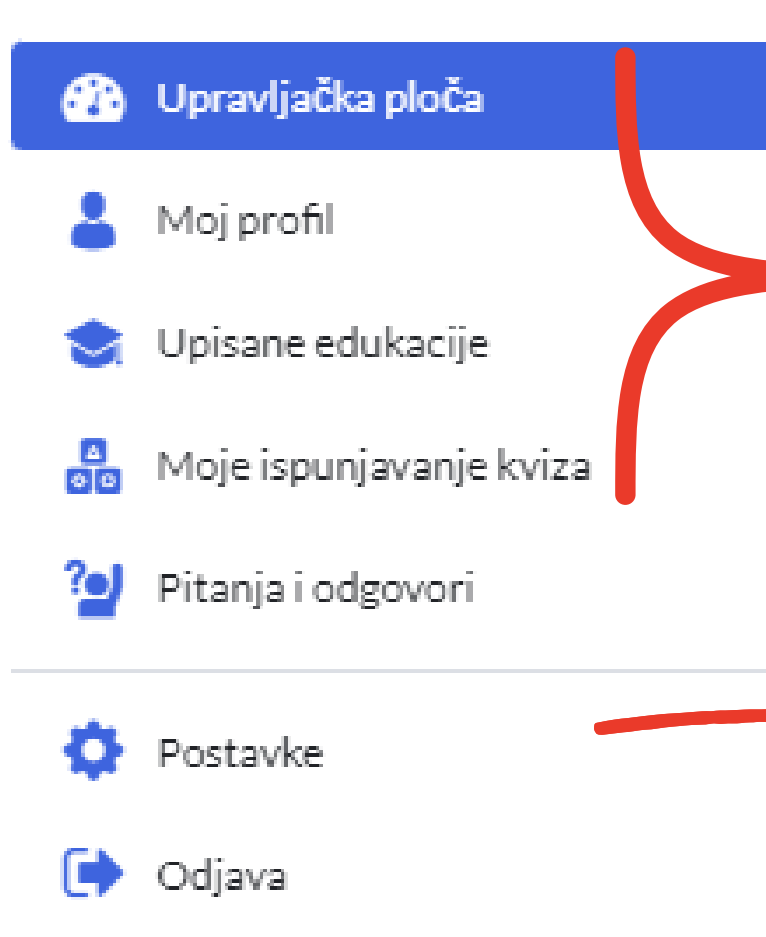 Upravljačka ploča
Moj profil
Upisane edukacije
Moje ispunjavanje kviza
Pitanja i odgovori
Postavke
Odjava